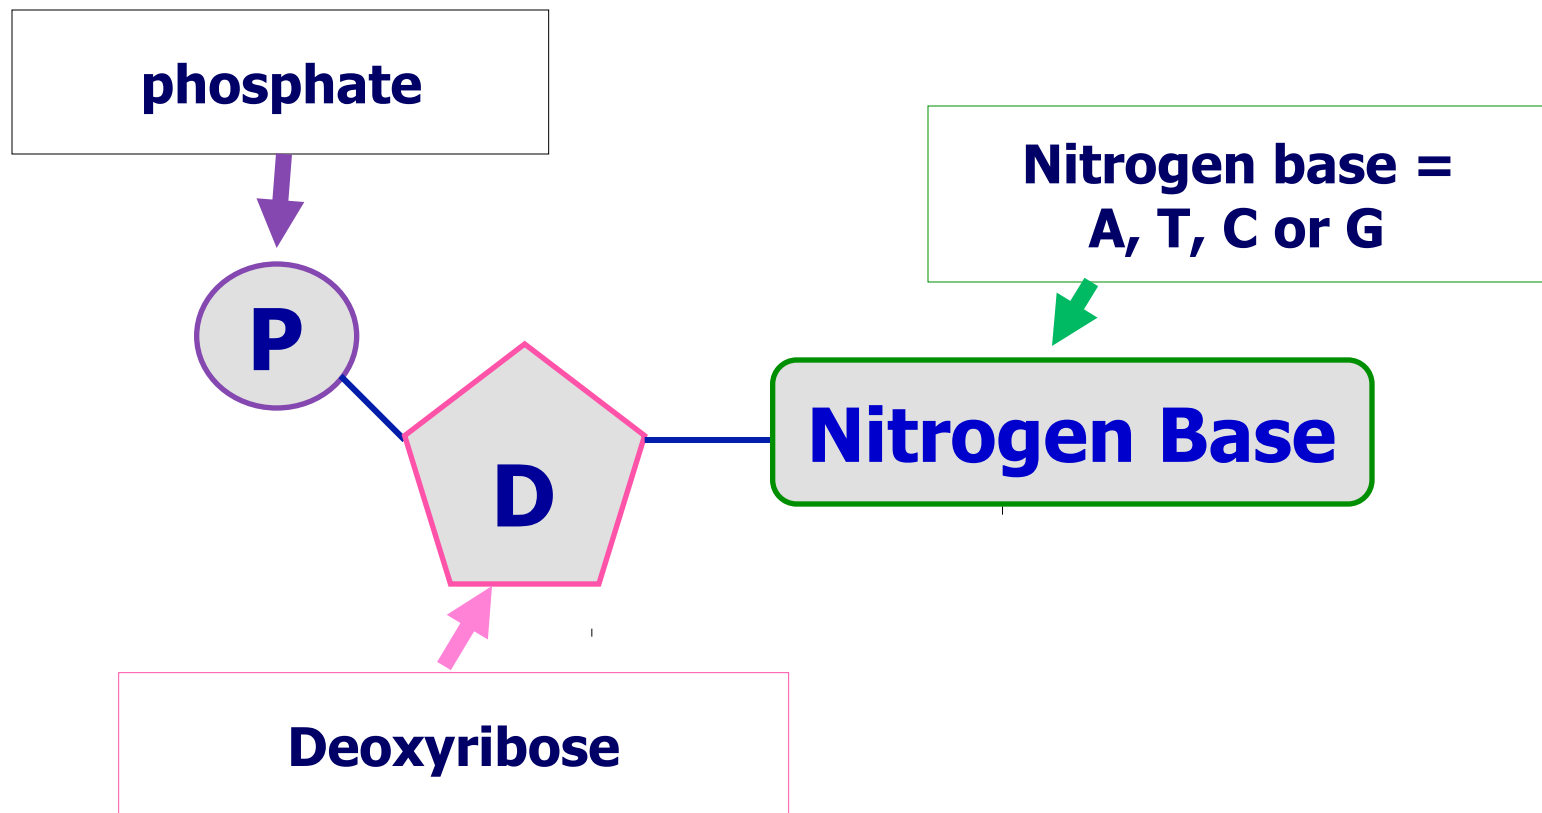 phosphate
Nitrogen base =
A, T, C or G
P
Nitrogen Base
D
Deoxyribose